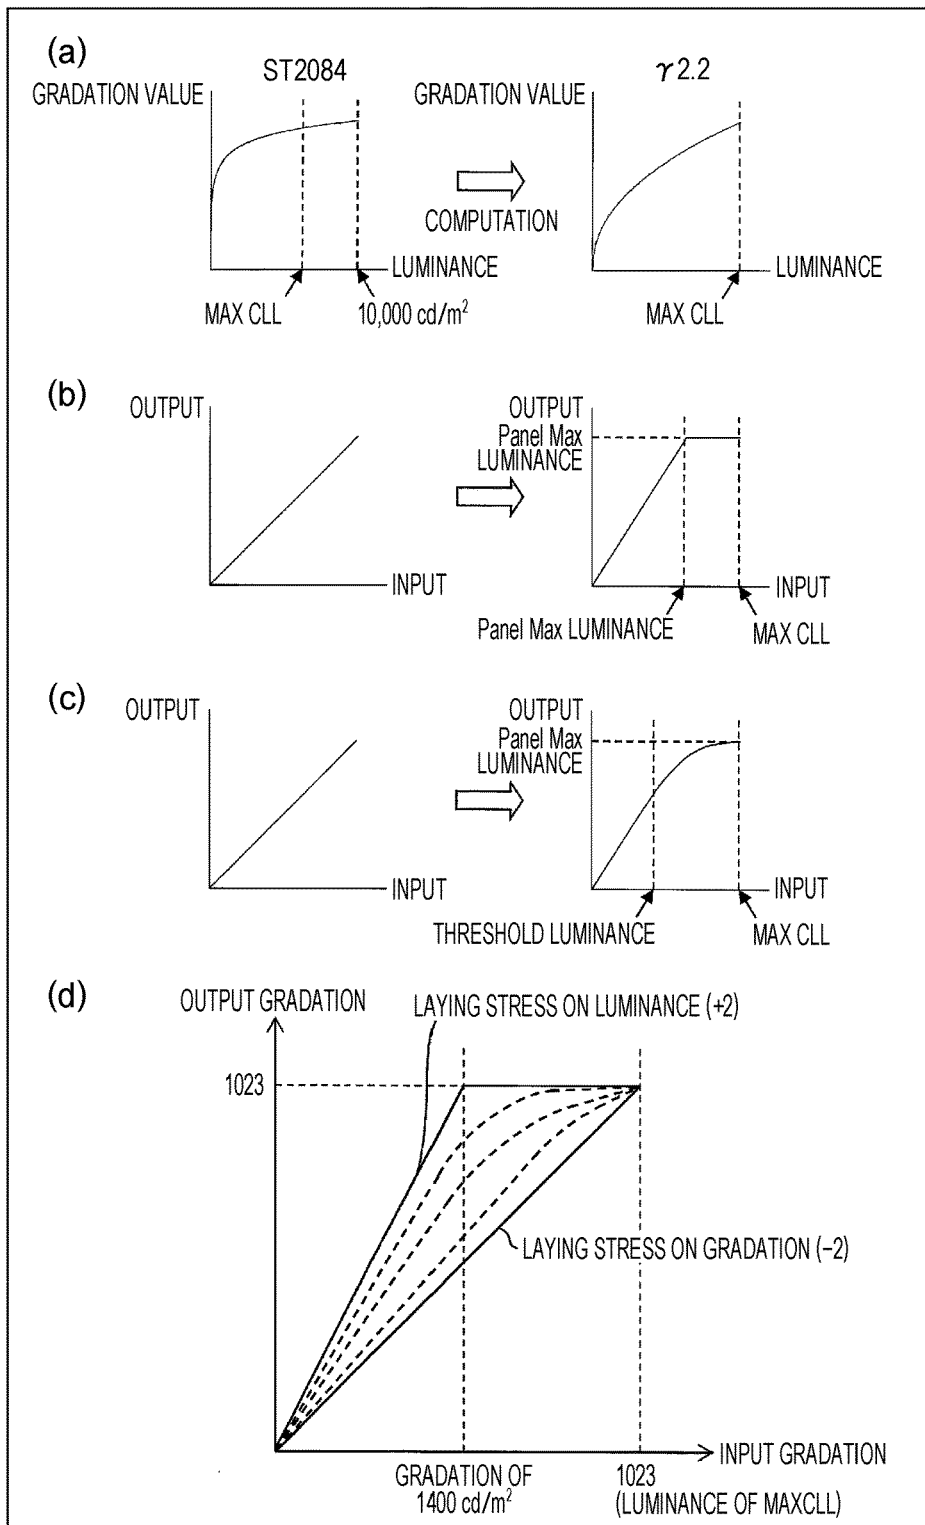 (a)
ST2084
γ2.2
GRADATION VALUE
GRADATION VALUE
COMPUTATION
LUMINANCE
LUMINANCE
MAX CLL
10,000 cd/m²
MAX CLL
(b)
OUTPUT
OUTPUT
Panel Max
LUMINANCE
INPUT
INPUT
Panel Max LUMINANCE
MAX CLL
(c)
OUTPUT
OUTPUT
Panel Max
LUMINANCE
INPUT
INPUT
THRESHOLD LUMINANCE
MAX CLL
(d)
OUTPUT GRADATION
LAYING STRESS ON LUMINANCE (+2)
1023
LAYING STRESS ON GRADATION (−2)
INPUT GRADATION
GRADATION OF
1400 cd/m²
1023
(LUMINANCE OF MAXCLL)